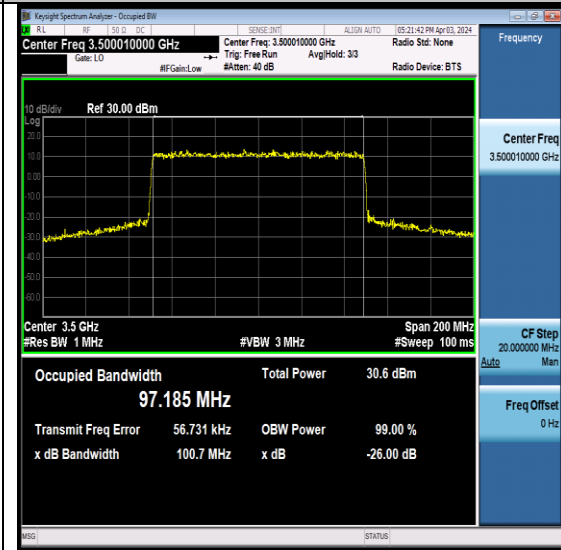 Keysight Spectrum Analyzer - Occupied BW
RL RF 50 Ω DC SENSE:INT ALIGN AUTO 05:21:42 PM Apr 03, 2024
Center Freq 3.500010000 GHz
Center Freq: 3.500010000 GHz Radio Std: None
Gate: LO Trig: Free Run Avg|Hold: 3/3
#IFGain:Low #Atten: 40 dB Radio Device: BTS
Frequency
10 dB/div Ref 30.00 dBm
Log
20.0
10.0
0.00
-10.0
-20.0
-30.0
-40.0
-50.0
-60.0
Center Freq
3.500010000 GHz
Center 3.5 GHz Span 200 MHz
#Res BW 1 MHz #VBW 3 MHz #Sweep 100 ms
CF Step
20.000000 MHz
Auto Man
Occupied Bandwidth Total Power 30.6 dBm
97.185 MHz
Transmit Freq Error 56.731 kHz OBW Power 99.00 %
x dB Bandwidth 100.7 MHz x dB -26.00 dB
Freq Offset
0 Hz
MSG STATUS